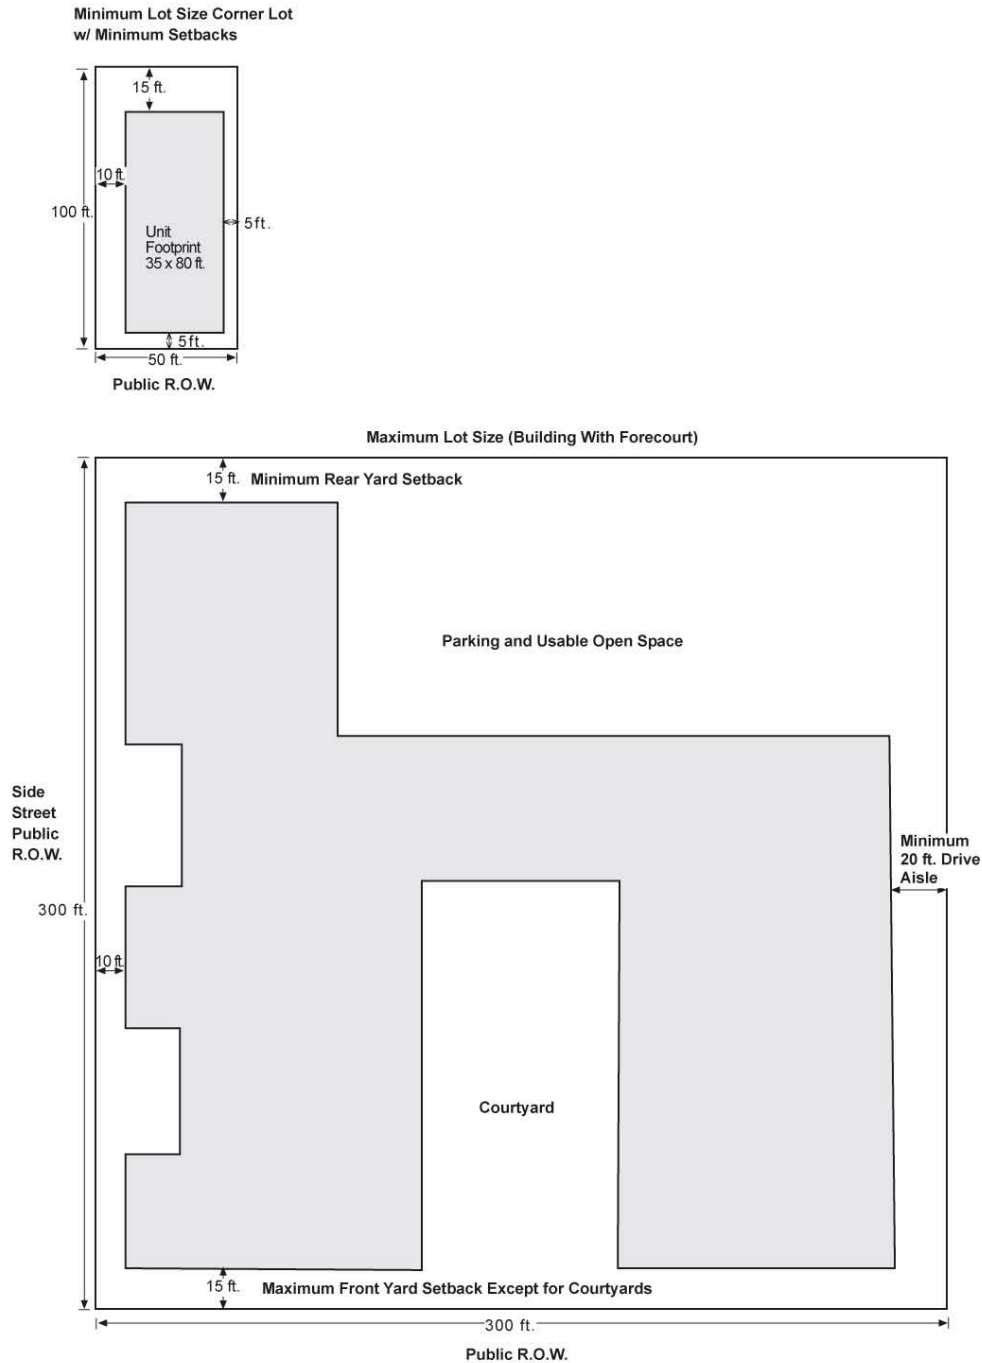 Minimum Lot Size Corner Lot
w/ Minimum Setbacks
15 ft.
10 ft.
100 ft.
5 ft.
Unit
Footprint
35 x 80 ft.
5 ft.
50 ft.
Public R.O.W.
Maximum Lot Size (Building With Forecourt)
15 ft. Minimum Rear Yard Setback
Parking and Usable Open Space
Side
Street
Public
R.O.W.
Minimum
20 ft. Drive
Aisle
300 ft.
10 ft.
Courtyard
15 ft. Maximum Front Yard Setback Except for Courtyards
300 ft.
Public R.O.W.